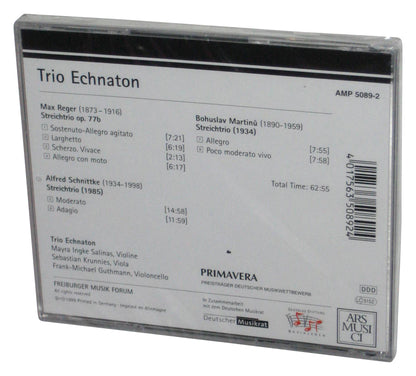 Trio Echnaton
AMP 5089-2
Max Reger (1873–1916)
Streichtrio op. 77b
Sostenuto-Allegro agitato [7:21]
Larghetto [6:19]
Scherzo. Vivace [2:13]
Allegro con moto [6:17]
Alfred Schnittke (1934–1998)
Streichtrio (1985)
Moderato [14:58]
Adagio [11:59]
Bohuslav Martinů (1890-1959)
Streichtrio (1934)
Allegro [7:55]
Poco moderato vivo [7:58]
Total Time: 62:55
4017563508924
Trio Echnaton
Mayra Ingke Salinas, Violine
Sebastian Krunnies, Viola
Frank-Michael Guthmann, Violoncello
FREIBURGER MUSIK FORUM
All rights reserved
PRIMAVERA
PREISTRÄGER DEUTSCHER MUSIKWETTBEWERB
In Zusammenarbeit
mit dem Deutschen Musikrat
Deutscher Musikrat
DDD
ARS
MUSI
CI